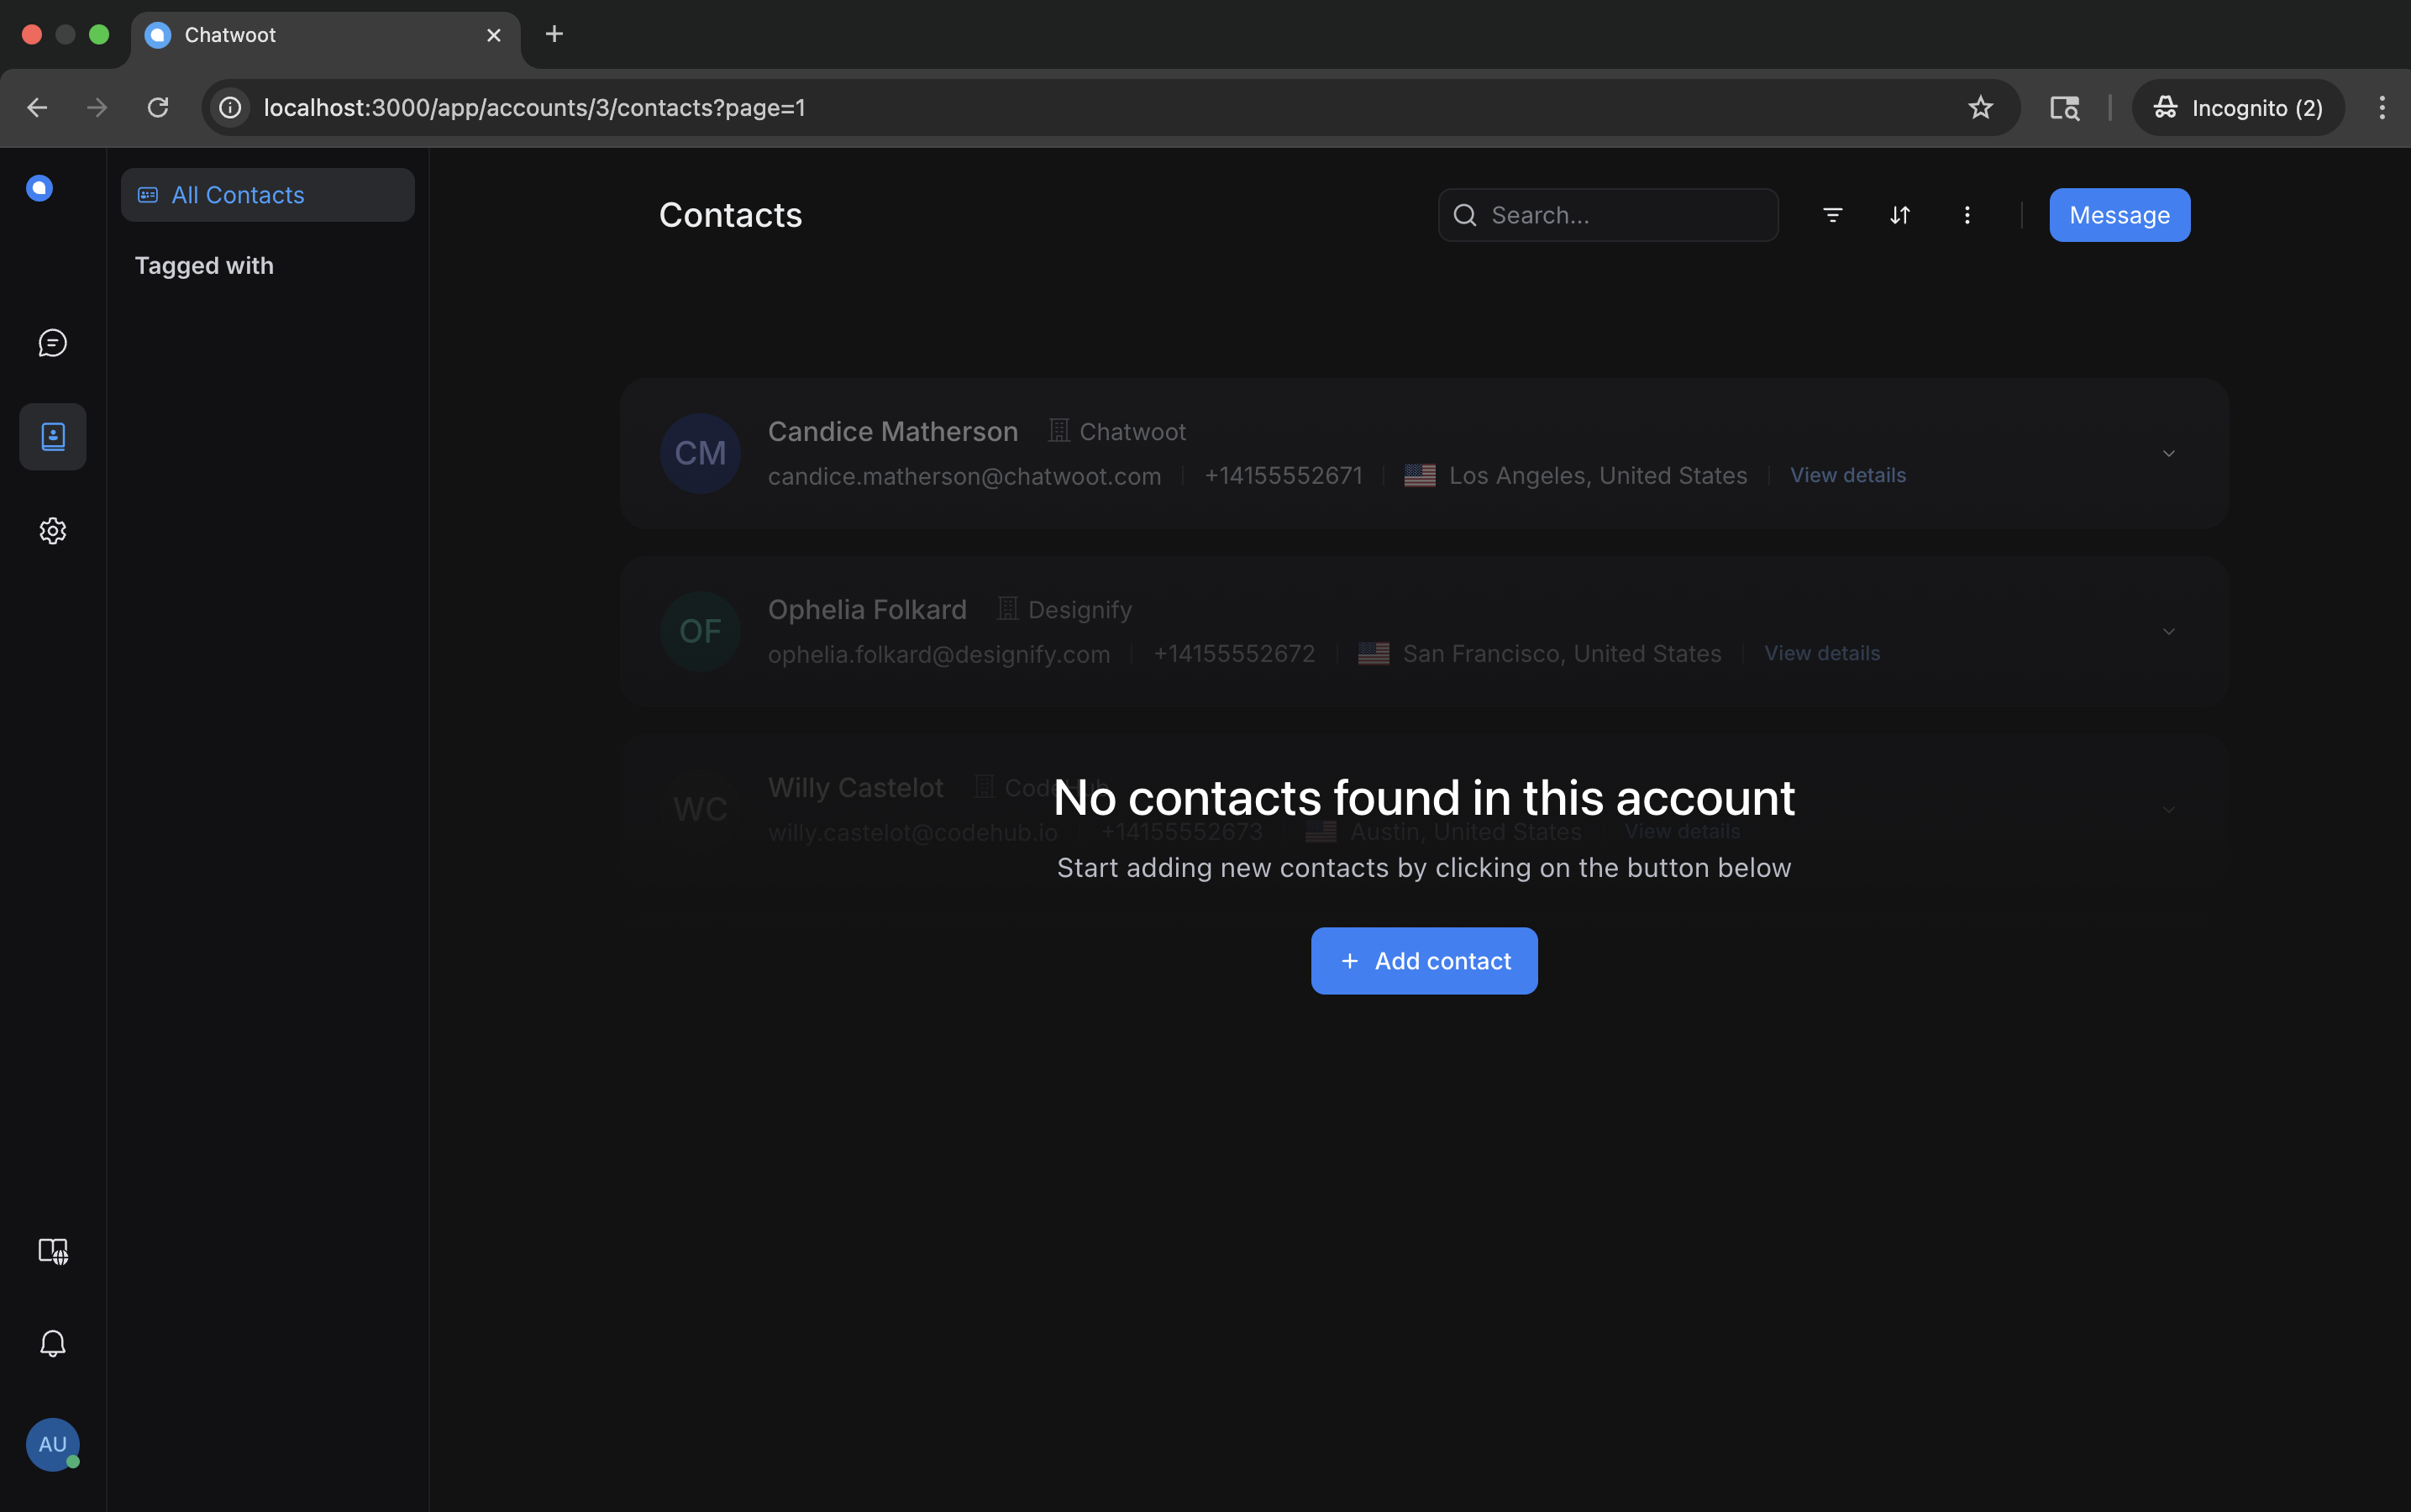 Chatwoot
localhost:3000/app/accounts/3/contacts?page=1
Incognito (2)
All Contacts
Tagged with
Contacts
Search...
Message
CM
Candice Matherson
Chatwoot
candice.matherson@chatwoot.com
+14155552671
Los Angeles, United States
View details
OF
Ophelia Folkard
Designify
ophelia.folkard@designify.com
+14155552672
San Francisco, United States
View details
WC
Willy Castelot
willy.castelot@codehub.io
+14155552673
Austin, United States
View details
No contacts found in this account
Start adding new contacts by clicking on the button below
+ Add contact
AU